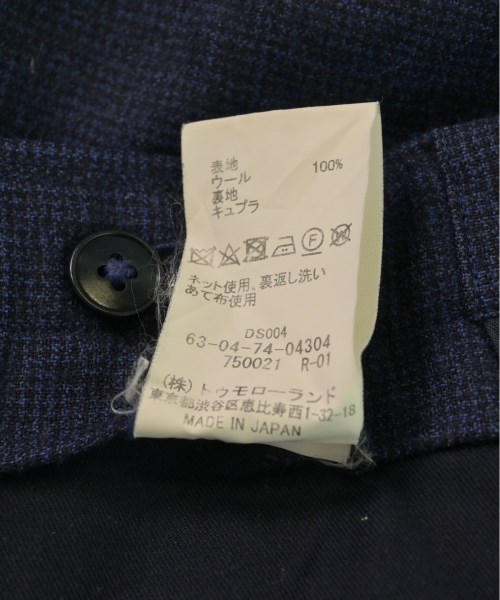 表地
ウール 100%
裏地
キュプラ
F
ネット使用、裏返し洗い
あて布使用
DS004
63-04-74-04304
750021 R-01
(株)トゥモローランド
東京都渋谷区恵比寿西1-32-18
MADE IN JAPAN